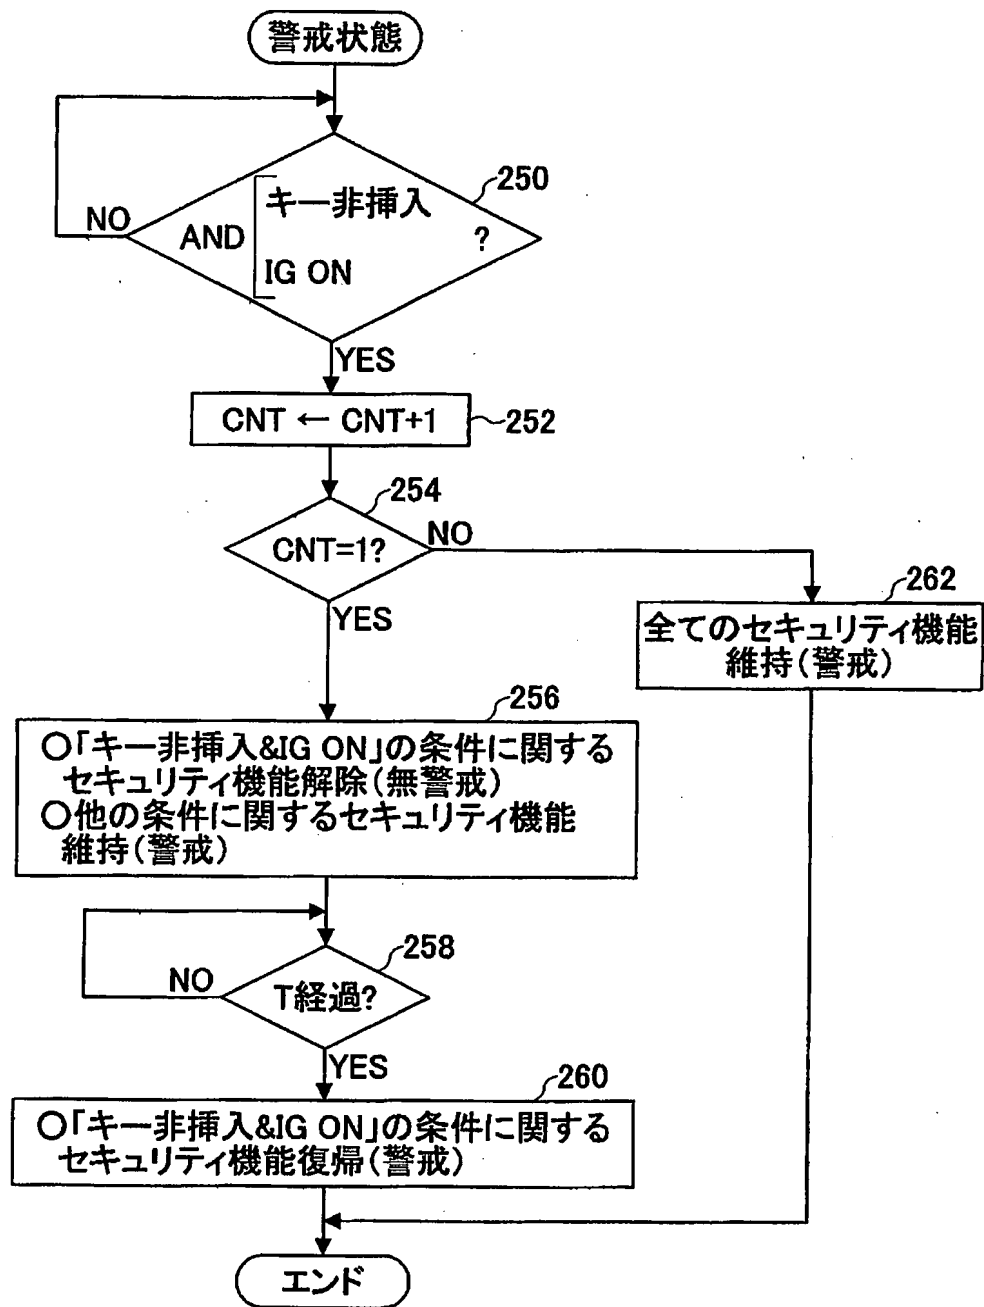 警戒状態
250
キー非挿入
NO
AND
?
IG ON
YES
CNT ← CNT+1
252
254
CNT=1?
NO
YES
262
全てのセキュリティ機能
維持(警戒)
256
○「キー非挿入&IG ON」の条件に関する
セキュリティ機能解除(無警戒)
○他の条件に関するセキュリティ機能
維持(警戒)
258
NO
T経過?
YES
260
○「キー非挿入&IG ON」の条件に関する
セキュリティ機能復帰(警戒)
エンド